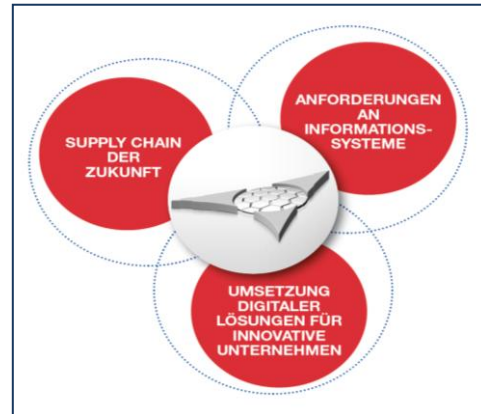 SUPPLY CHAIN
DER
ZUKUNFT
ANFORDERUNGEN
AN
INFORMATIONS-
SYSTEME
UMSETZUNG
DIGITALER
LÖSUNGEN FÜR
INNOVATIVE
UNTERNEHMEN